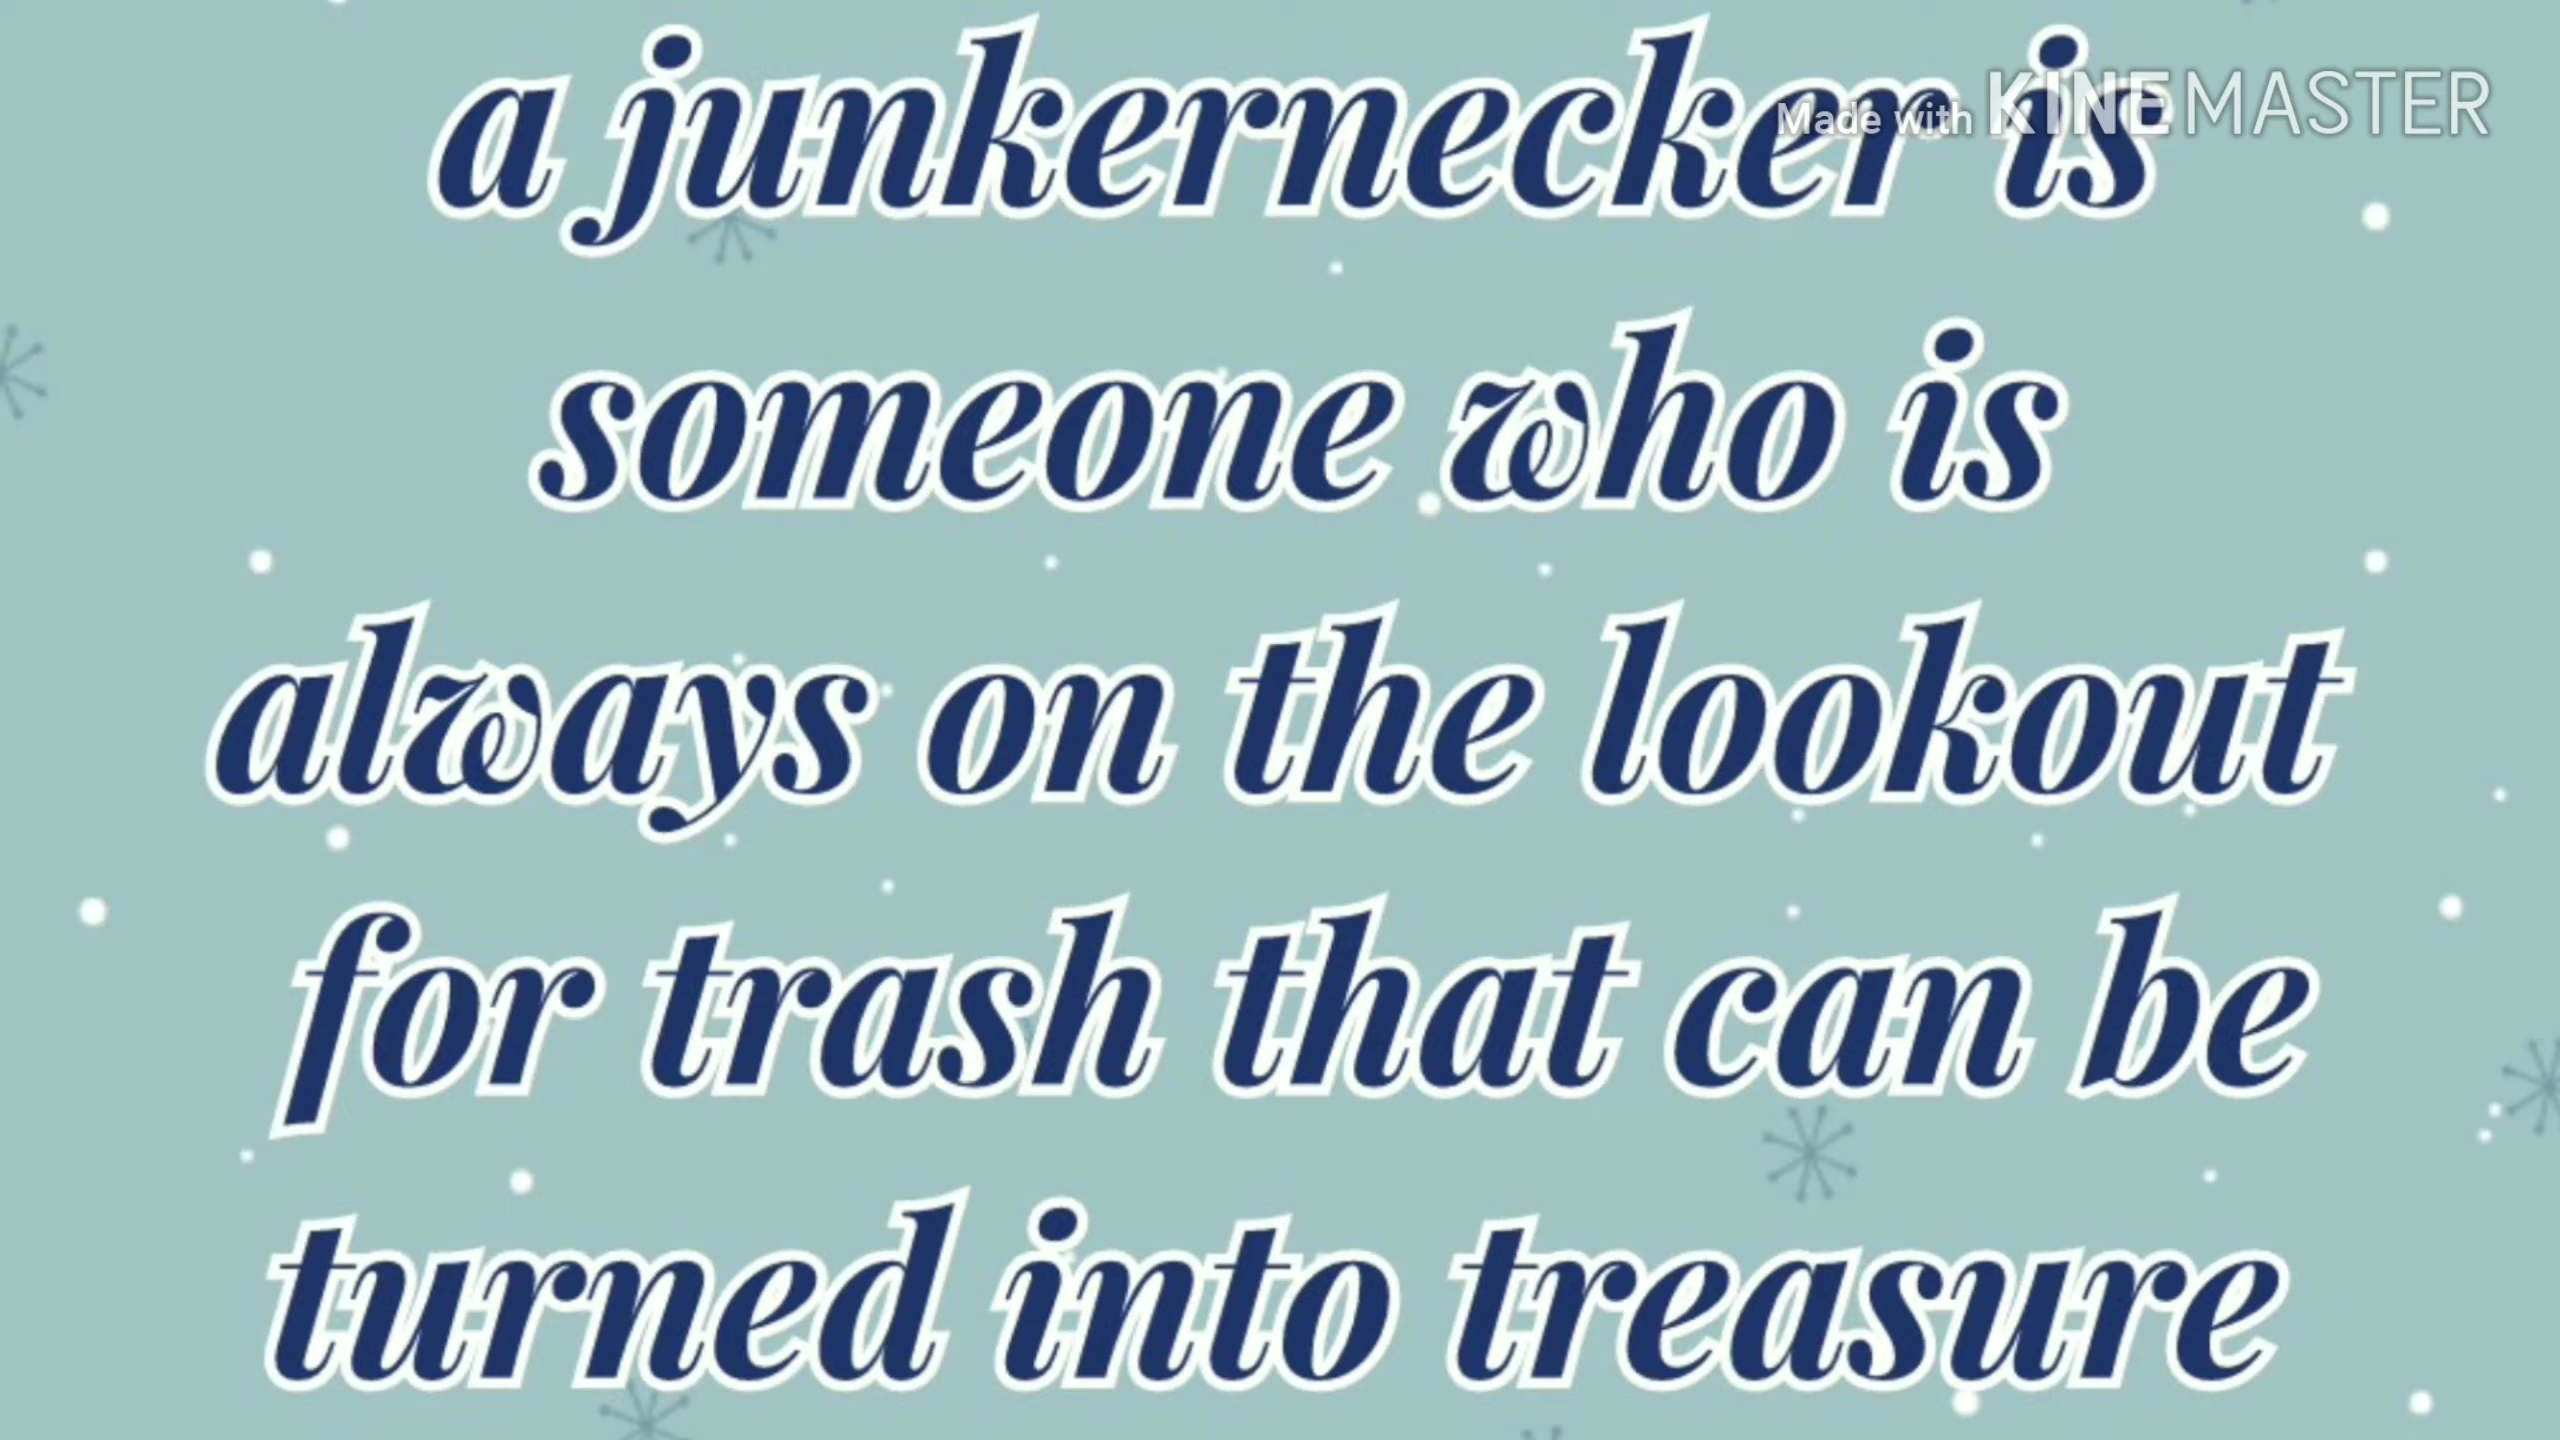 a junkernecker is
Made with KINEMASTER
someone who is
always on the lookout
for trash that can be
turned into treasure